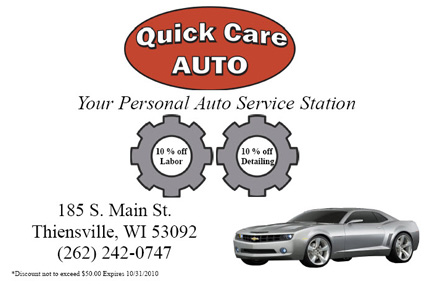 Quick Care
AUTO
Your Personal Auto Service Station
10 % off
Labor
10 % off
Detailing
185 S. Main St.
Thiensville, WI 53092
(262) 242-0747
*Discount not to exceed $50.00 Expires 10/31/2010